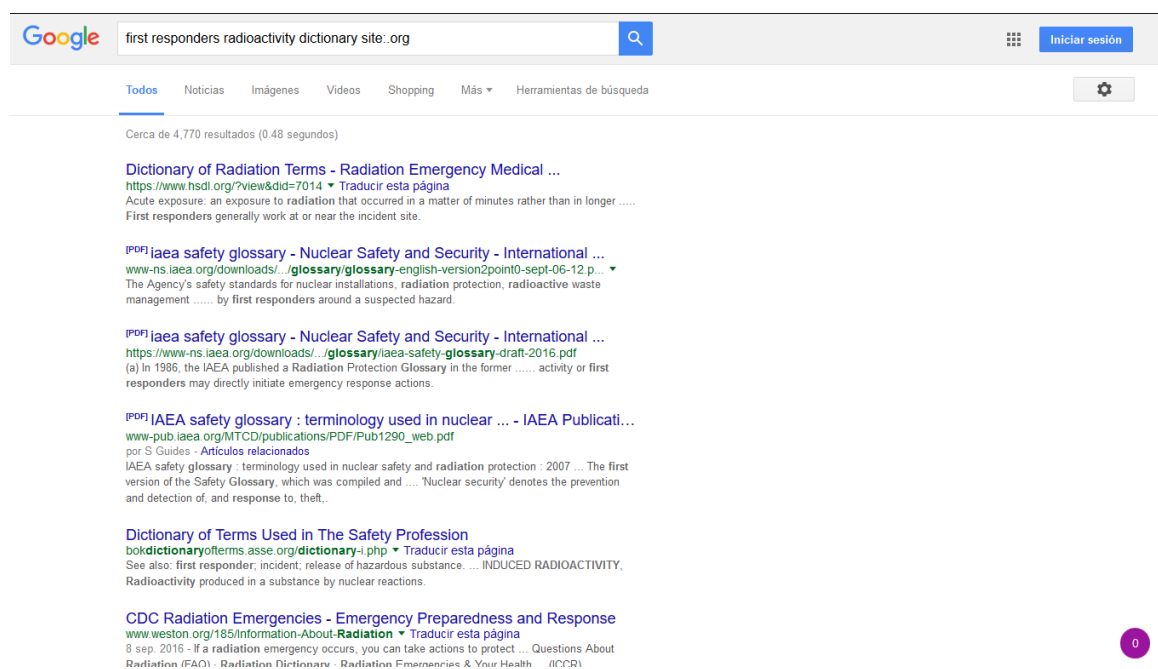 Google
first responders radioactivity dictionary site:.org
Iniciar sesión
Todos Noticias Imágenes Videos Shopping Más Herramientas de búsqueda
Cerca de 4,770 resultados (0.48 segundos)
Dictionary of Radiation Terms - Radiation Emergency Medical ...
https://www.hsdl.org/?view&did=7014 Traducir esta página
Acute exposure: an exposure to radiation that occurred in a matter of minutes rather than in longer .....
First responders generally work at or near the incident site.
[PDF] iaea safety glossary - Nuclear Safety and Security - International ...
www-ns.iaea.org/downloads/.../glossary/glossary-english-version2point0-sept-06-12.p...
The Agency's safety standards for nuclear installations, radiation protection, radioactive waste
management ...... by first responders around a suspected hazard.
[PDF] iaea safety glossary - Nuclear Safety and Security - International ...
https://www-ns.iaea.org/downloads/.../glossary/iaea-safety-glossary-draft-2016.pdf
(a) In 1986, the IAEA published a Radiation Protection Glossary in the former ...... activity or first
responders may directly initiate emergency response actions.
[PDF] IAEA safety glossary : terminology used in nuclear ... - IAEA Publicati...
www-pub.iaea.org/MTCD/publications/PDF/Pub1290_web.pdf
por S Guides - Artículos relacionados
IAEA safety glossary : terminology used in nuclear safety and radiation protection : 2007 ... The first
version of the Safety Glossary, which was compiled and .... 'Nuclear security' denotes the prevention
and detection of, and response to, theft,.
Dictionary of Terms Used in The Safety Profession
bokdictionaryofterms.asse.org/dictionary-i.php Traducir esta página
See also: first responder; incident; release of hazardous substance. ... INDUCED RADIOACTIVITY,
Radioactivity produced in a substance by nuclear reactions.
CDC Radiation Emergencies - Emergency Preparedness and Response
www.weston.org/185/Information-About-Radiation Traducir esta página
8 sep. 2016 - If a radiation emergency occurs, you can take actions to protect ... Questions About
Radiation (FAQ) · Radiation Dictionary · Radiation Emergencies & Your Health ... (ICCR)
0